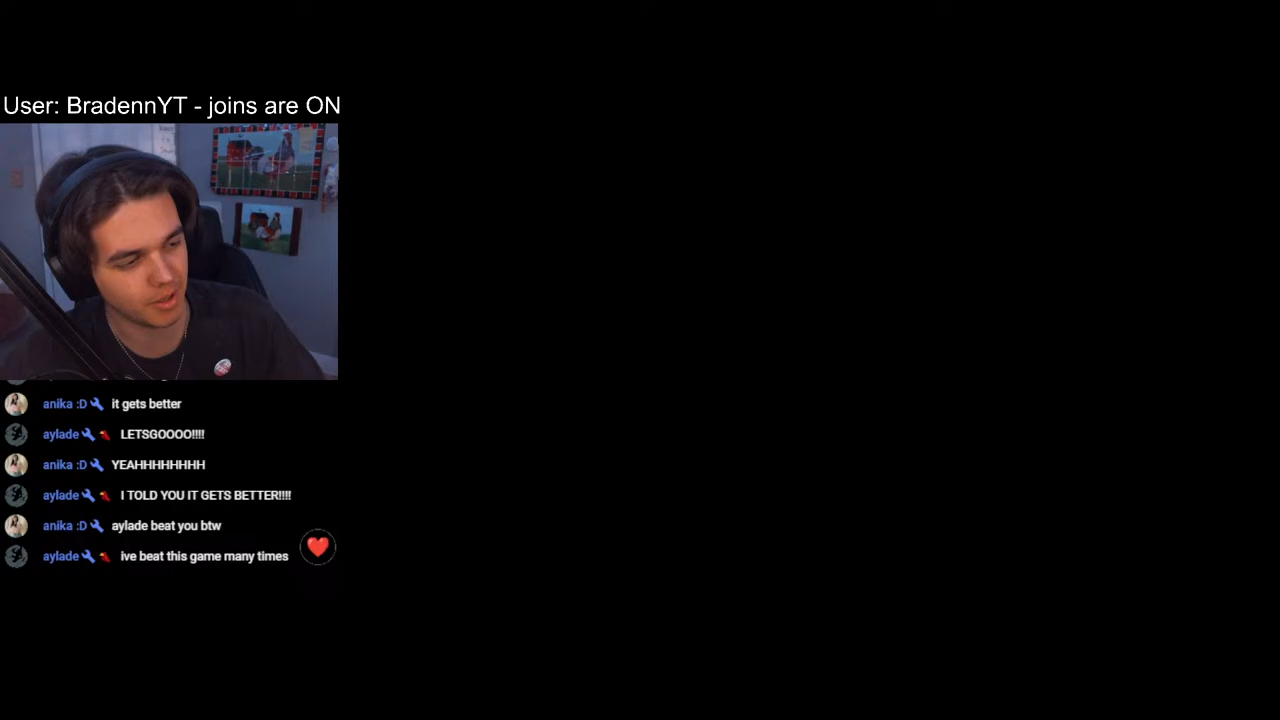 User: BradennYT - joins are ON
anika :D it gets better
aylade LETSGOOOO!!!!
anika :D YEAHHHHHHHH
aylade I TOLD YOU IT GETS BETTER!!!!
anika :D aylade beat you btw
aylade ive beat this game many times